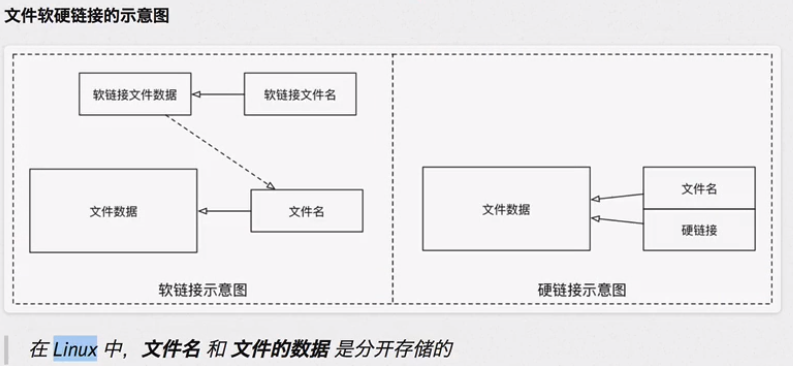 文件软硬链接的示意图
软链接文件数据 软链接文件名
文件数据 文件名
软链接示意图
文件数据
文件名
硬链接
硬链接示意图
在 Linux 中，文件名 和 文件的数据 是分开存储的